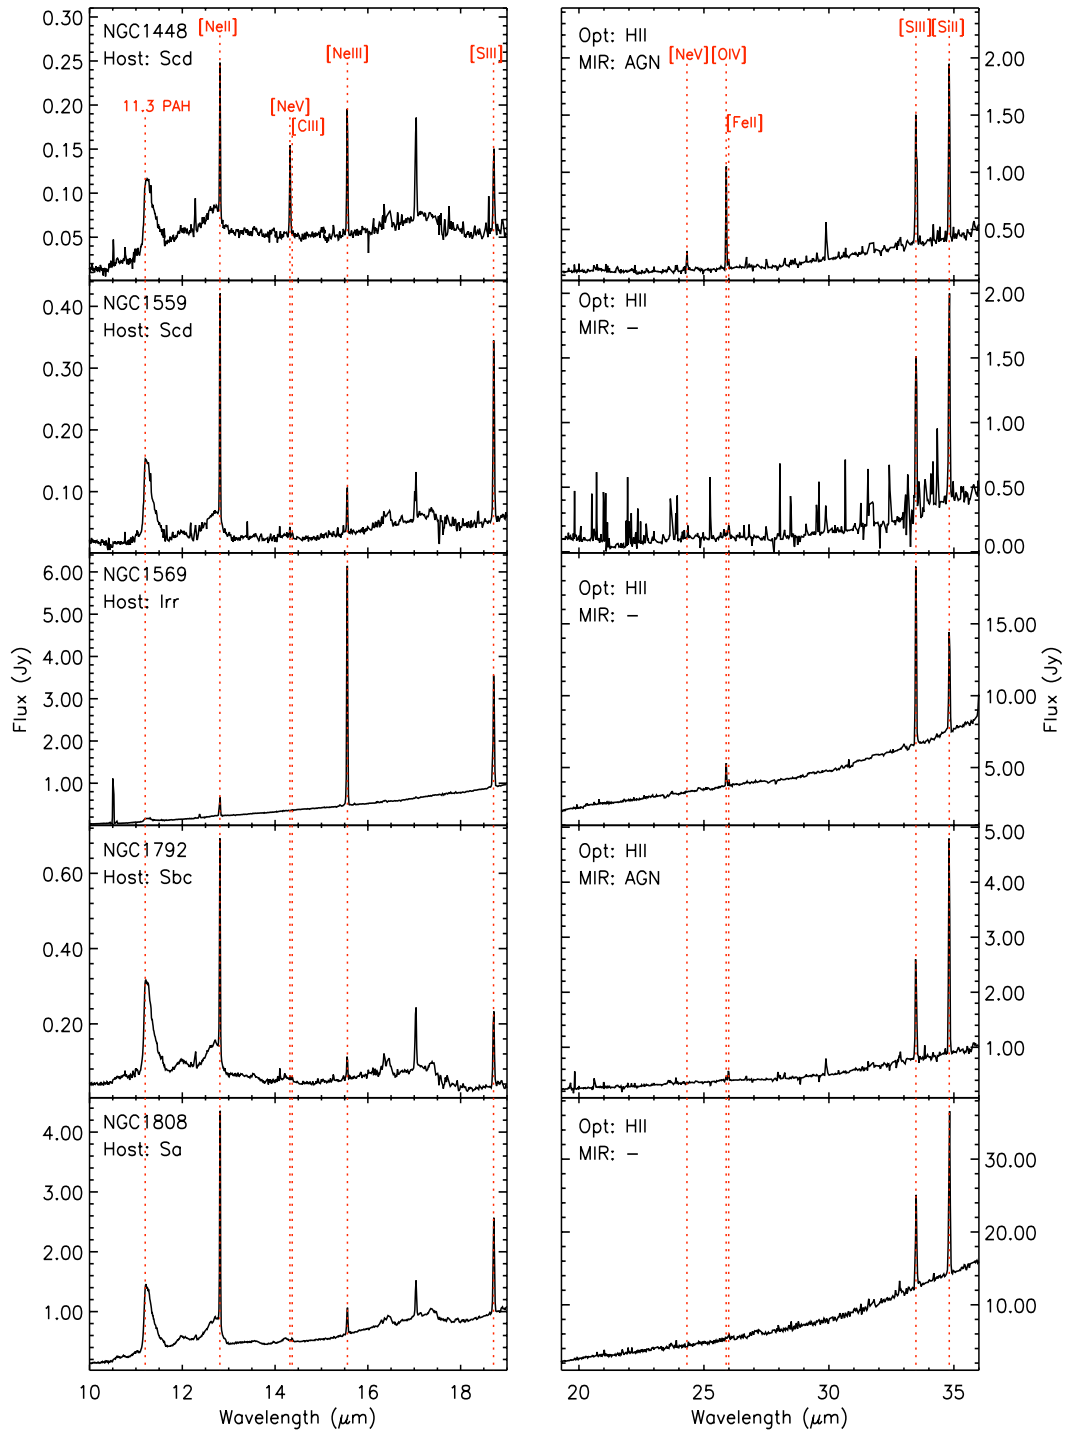 NGC1448
Host: Scd
[NeII]
[NeIII]
[SIII]
11.3 PAH
[NeV]
[ClII]
0.30
0.25
0.20
0.15
0.10
0.05
Opt: HII
MIR: AGN
[NeV]
[OIV]
[FeII]
[SIII]
[SiII]
2.00
1.50
1.00
0.50
NGC1559
Host: Scd
0.40
0.30
0.20
0.10
Opt: HII
MIR: –
2.00
1.50
1.00
0.50
0.00
NGC1569
Host: Irr
6.00
5.00
4.00
3.00
2.00
1.00
Opt: HII
MIR: –
15.00
10.00
5.00
Flux (Jy)
Flux (Jy)
NGC1792
Host: Sbc
0.60
0.40
0.20
Opt: HII
MIR: AGN
5.00
4.00
3.00
2.00
1.00
NGC1808
Host: Sa
4.00
3.00
2.00
1.00
Opt: HII
MIR: –
30.00
20.00
10.00
10 12 14 16 18
20 25 30 35
Wavelength (μm)
Wavelength (μm)